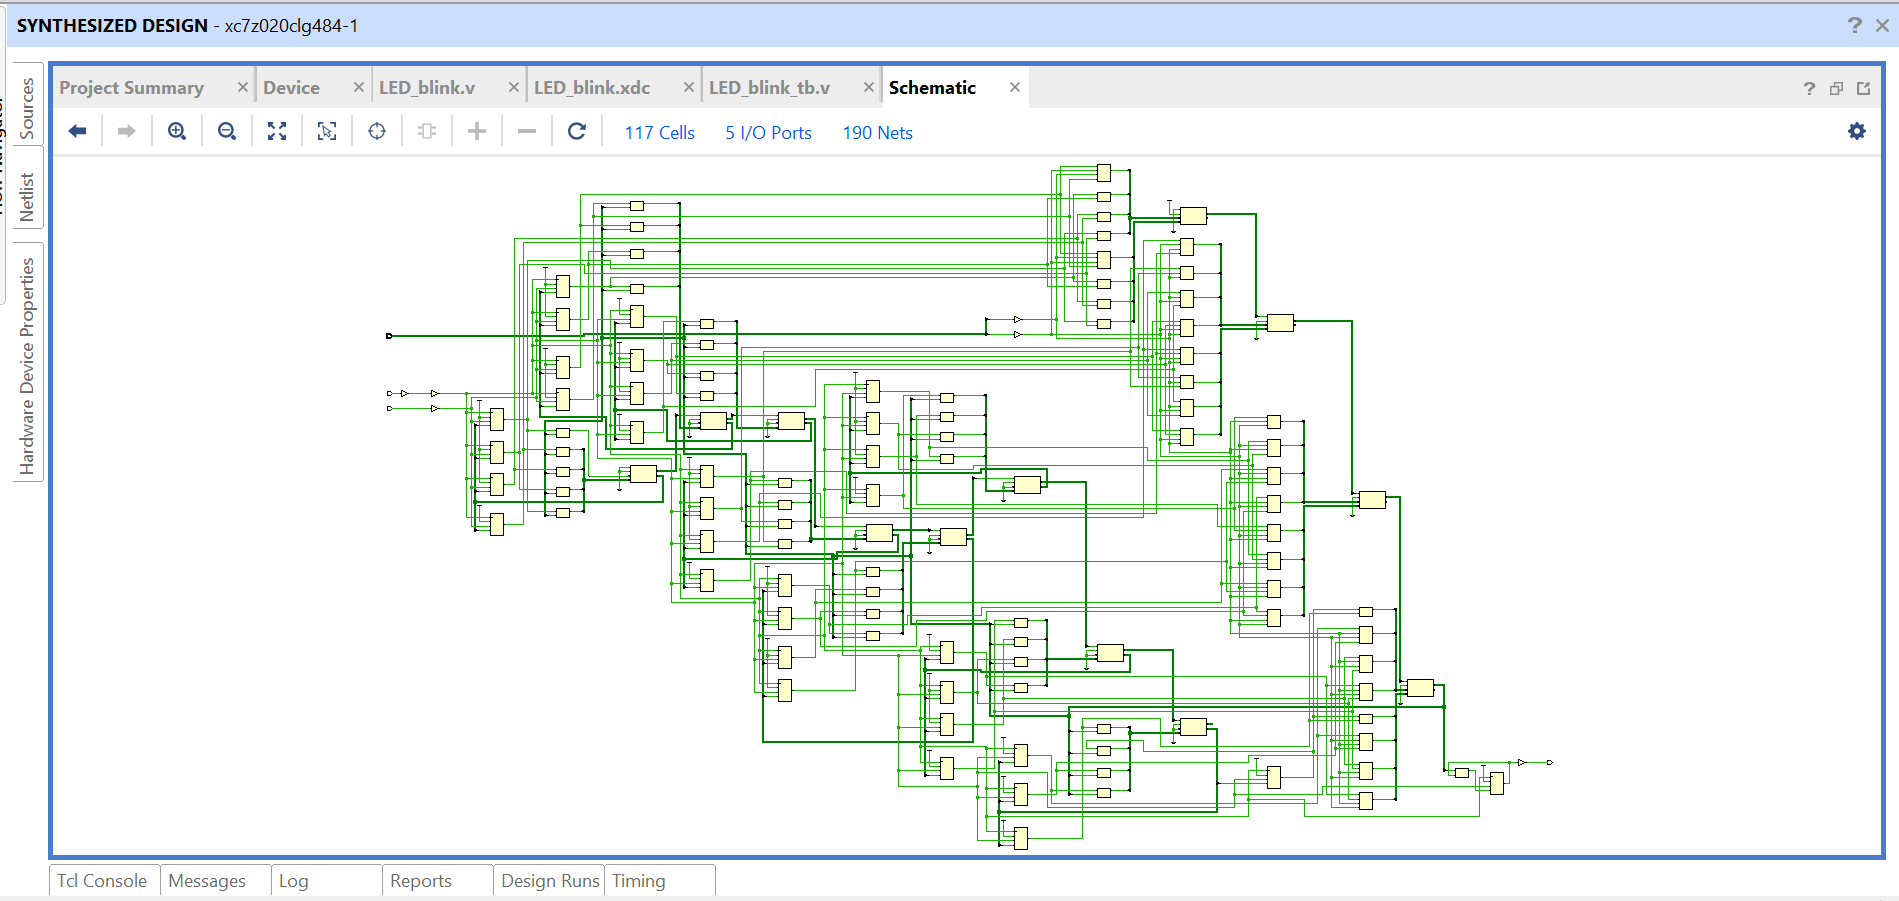 SYNTHESIZED DESIGN - xc7z020clg484-1
Sources
Netlist
Hardware Device Properties
Project Summary
Device
LED_blink.v
LED_blink.xdc
LED_blink_tb.v
Schematic
117 Cells
5 I/O Ports
190 Nets
Tcl Console
Messages
Log
Reports
Design Runs
Timing